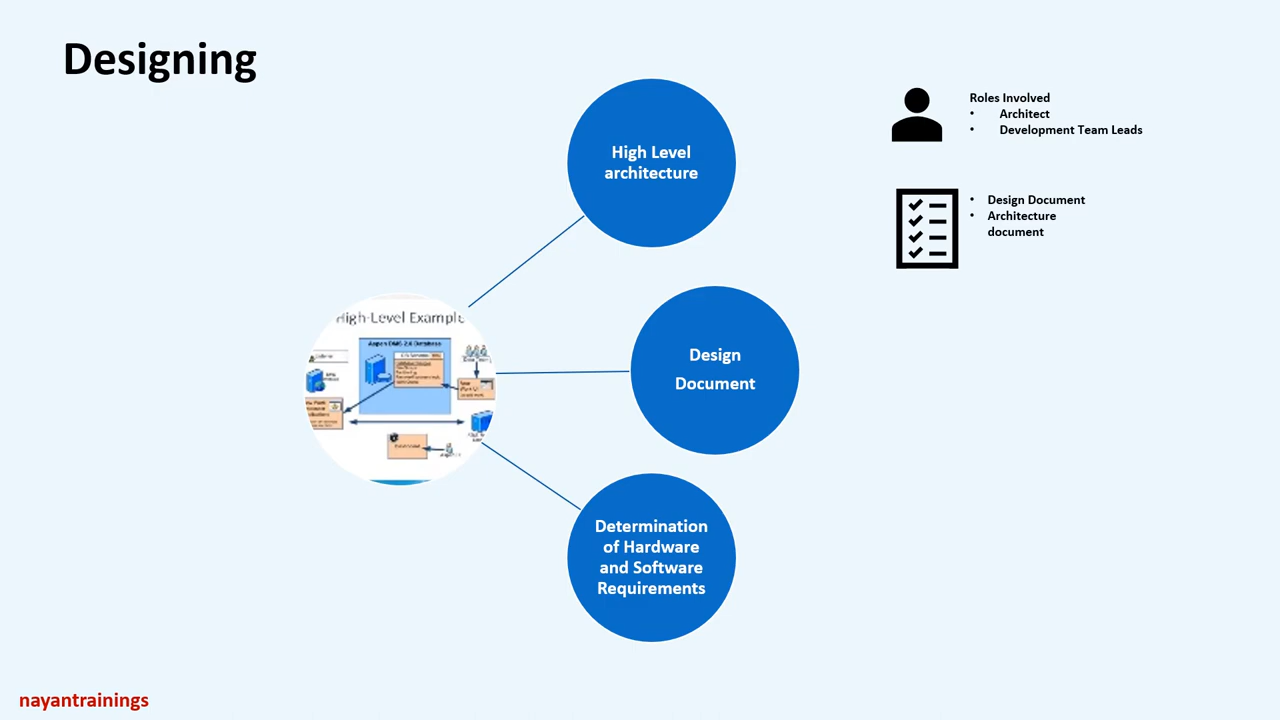 Designing
High Level
architecture
Roles Involved
• Architect
• Development Team Leads
• Design Document
• Architecture
document
High-Level Example
Design
Document
Determination
of Hardware
and Software
Requirements
nayantrainings